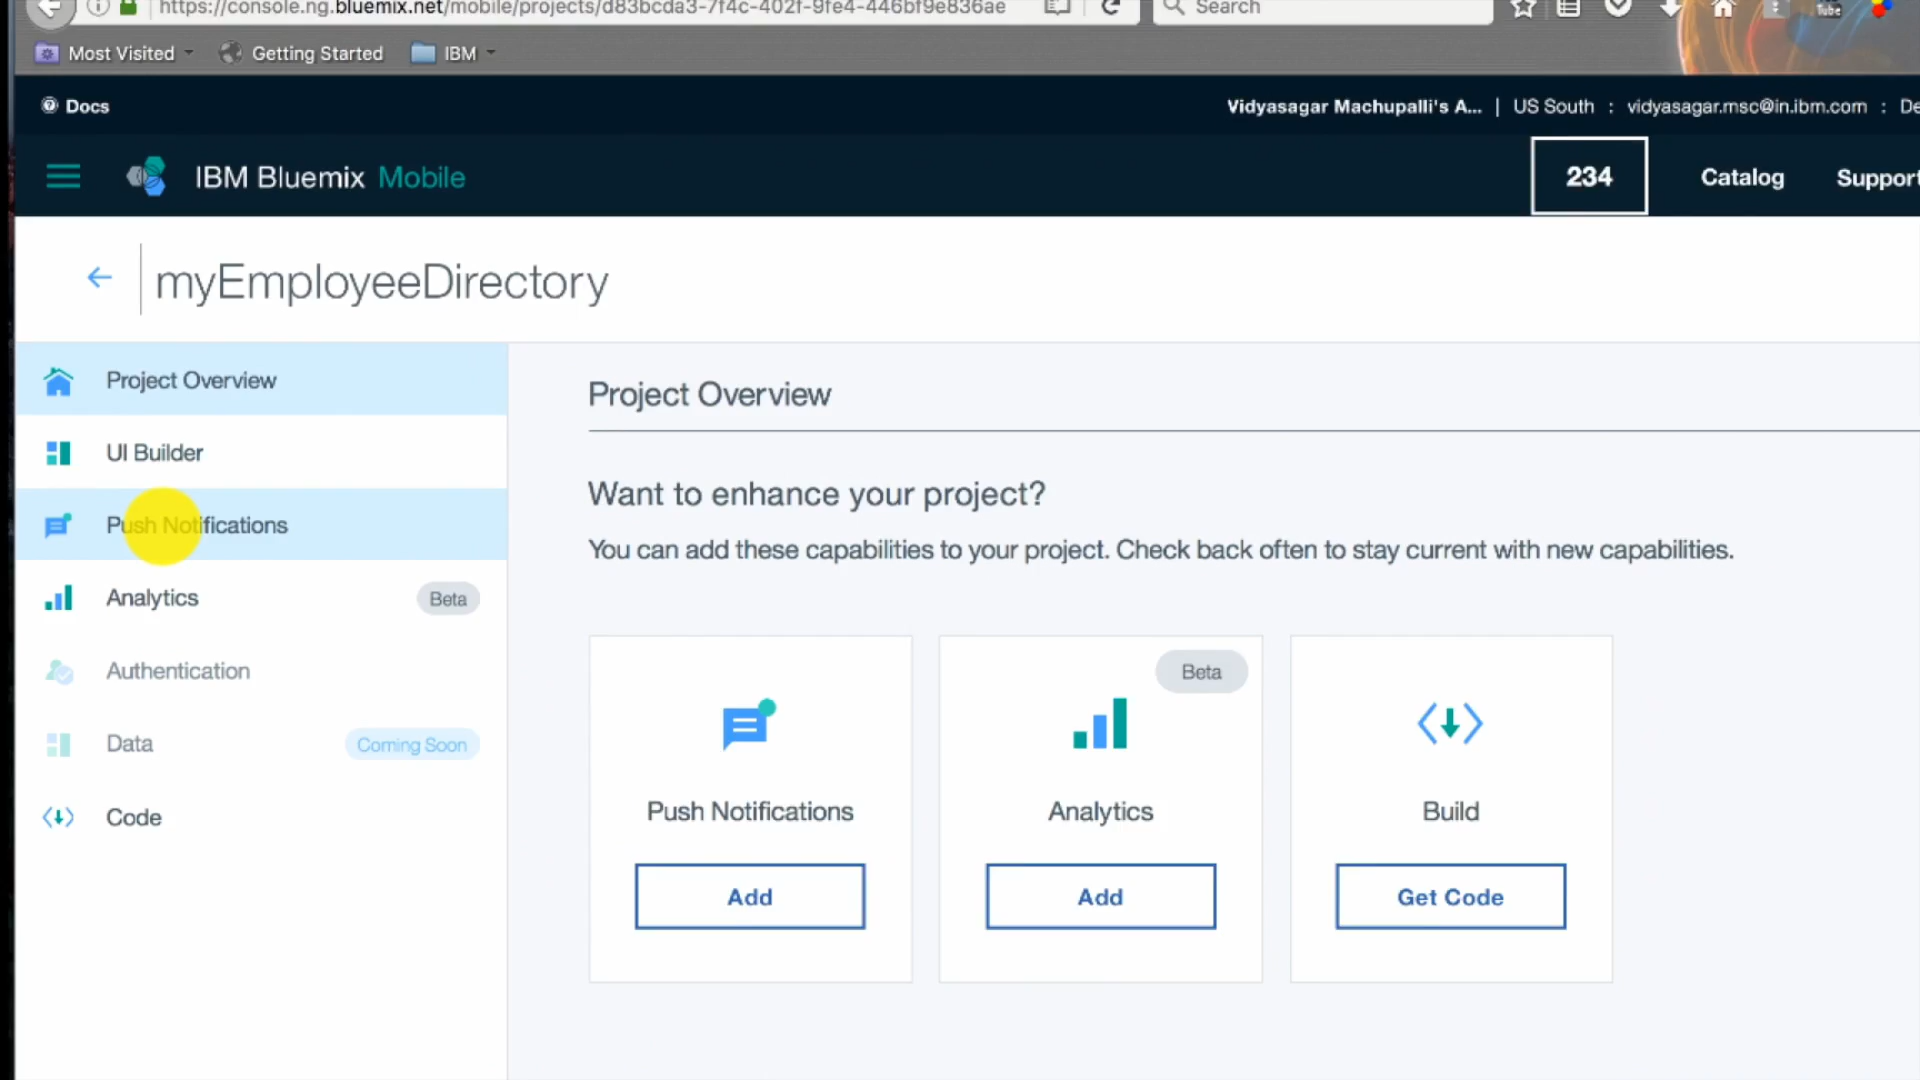 https://console.ng.bluemix.net/mobile/projects/d83bcda3-7f4c-402f-9fe4-446bf9e836ae
Search
Most Visited
Getting Started
IBM
Docs
Vidyasagar Machupalli's A... | US South : vidyasagar.msc@in.ibm.com : De
IBM Bluemix Mobile
234
Catalog
Support
myEmployeeDirectory
Project Overview
UI Builder
Push Notifications
Analytics
Beta
Authentication
Data
Coming Soon
Code
Project Overview
Want to enhance your project?
You can add these capabilities to your project. Check back often to stay current with new capabilities.
Push Notifications
Add
Beta
Analytics
Add
Build
Get Code